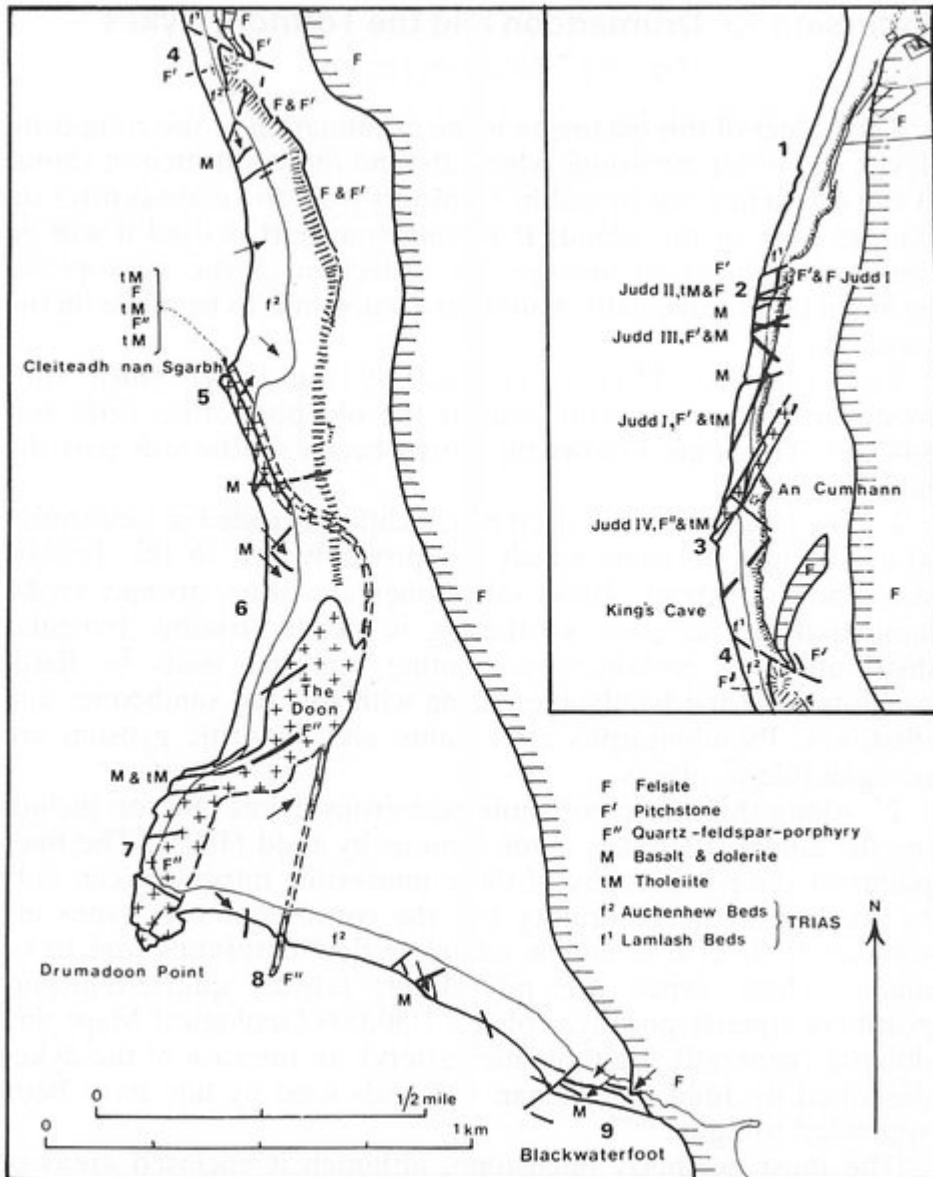 4
f'
F
F'
F'
f²
F
F & F'
M
F & F'
tM
F
tM
F''
tM
f²
Cleiteadh nan Sgarbh
5
M
F
M
6
The
Doon
F''
M & tM
7
F''
f²
Drumadoon Point
8
F''
M
F
M
9
Blackwaterfoot
0
1/2 mile
0
1 km
1
F
f'
F'
F' & F Judd I
Judd II, tM & F
2
M
Judd III, F' & M
M
Judd I, F' & tM
An Cumhann
Judd IV, F'' & tM
3
F
King's Cave
f¹
4
F'
f²
F'
F Felsite
F' Pitchstone
F'' Quartz-feldspar-porphyry
M Basalt & dolerite
tM Tholeiite
f² Auchenhew Beds
f¹ Lamlash Beds
TRIAS
N